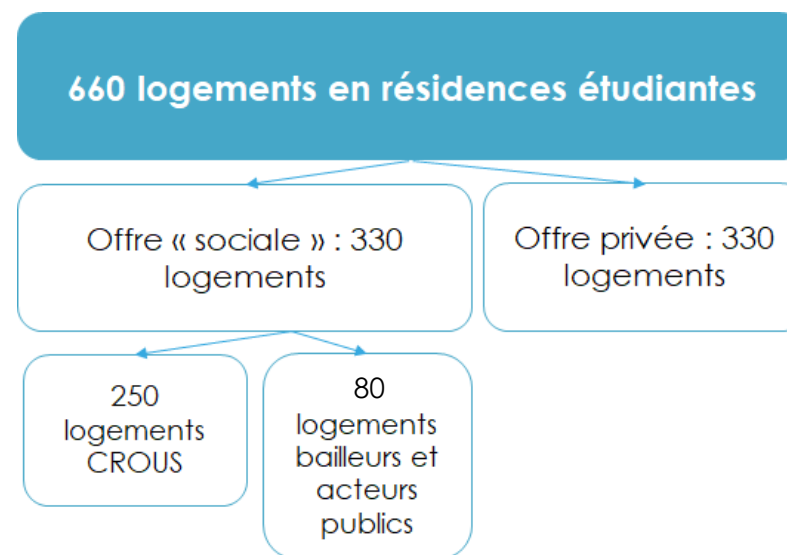 660 logements en résidences étudiantes
Offre « sociale » : 330
logements
Offre privée : 330
logements
250
logements
CROUS
80
logements
bailleurs et
acteurs
publics